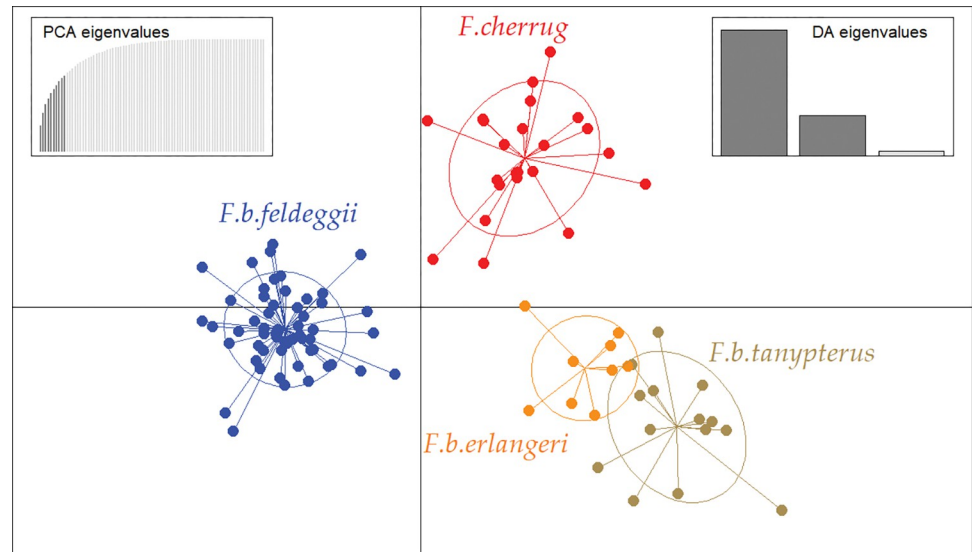 PCA eigenvalues
F.cherrug
DA eigenvalues
F.b.feldeggii
F.b.tanypterus
F.b.erlangeri